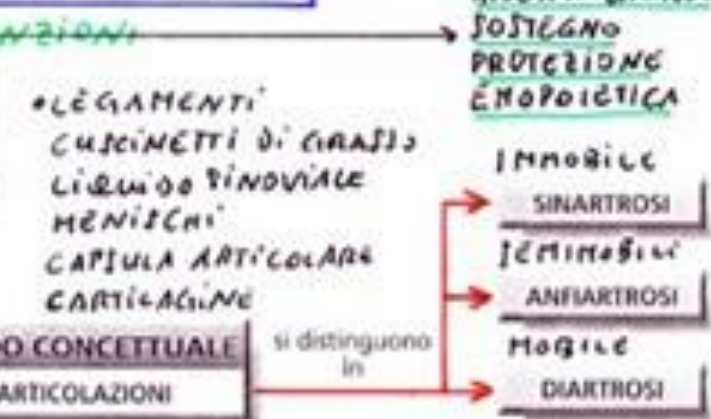 SOSTEGNO
PROTEZIONE
EMOPOIETICA
•LEGAMENTI
CUSCINETTI DI GRASSO
LIQUIDO SINOVIALE
MENISCHI
CAPSULA ARTICOLARE
CARTILAGINE
IMMOBILE
SINARTROSI
SEMIMOBILI
ANFIARTROSI
MOBILE
DIARTROSI
CONCETTUALE
si distinguono
in
ARTICOLAZIONI